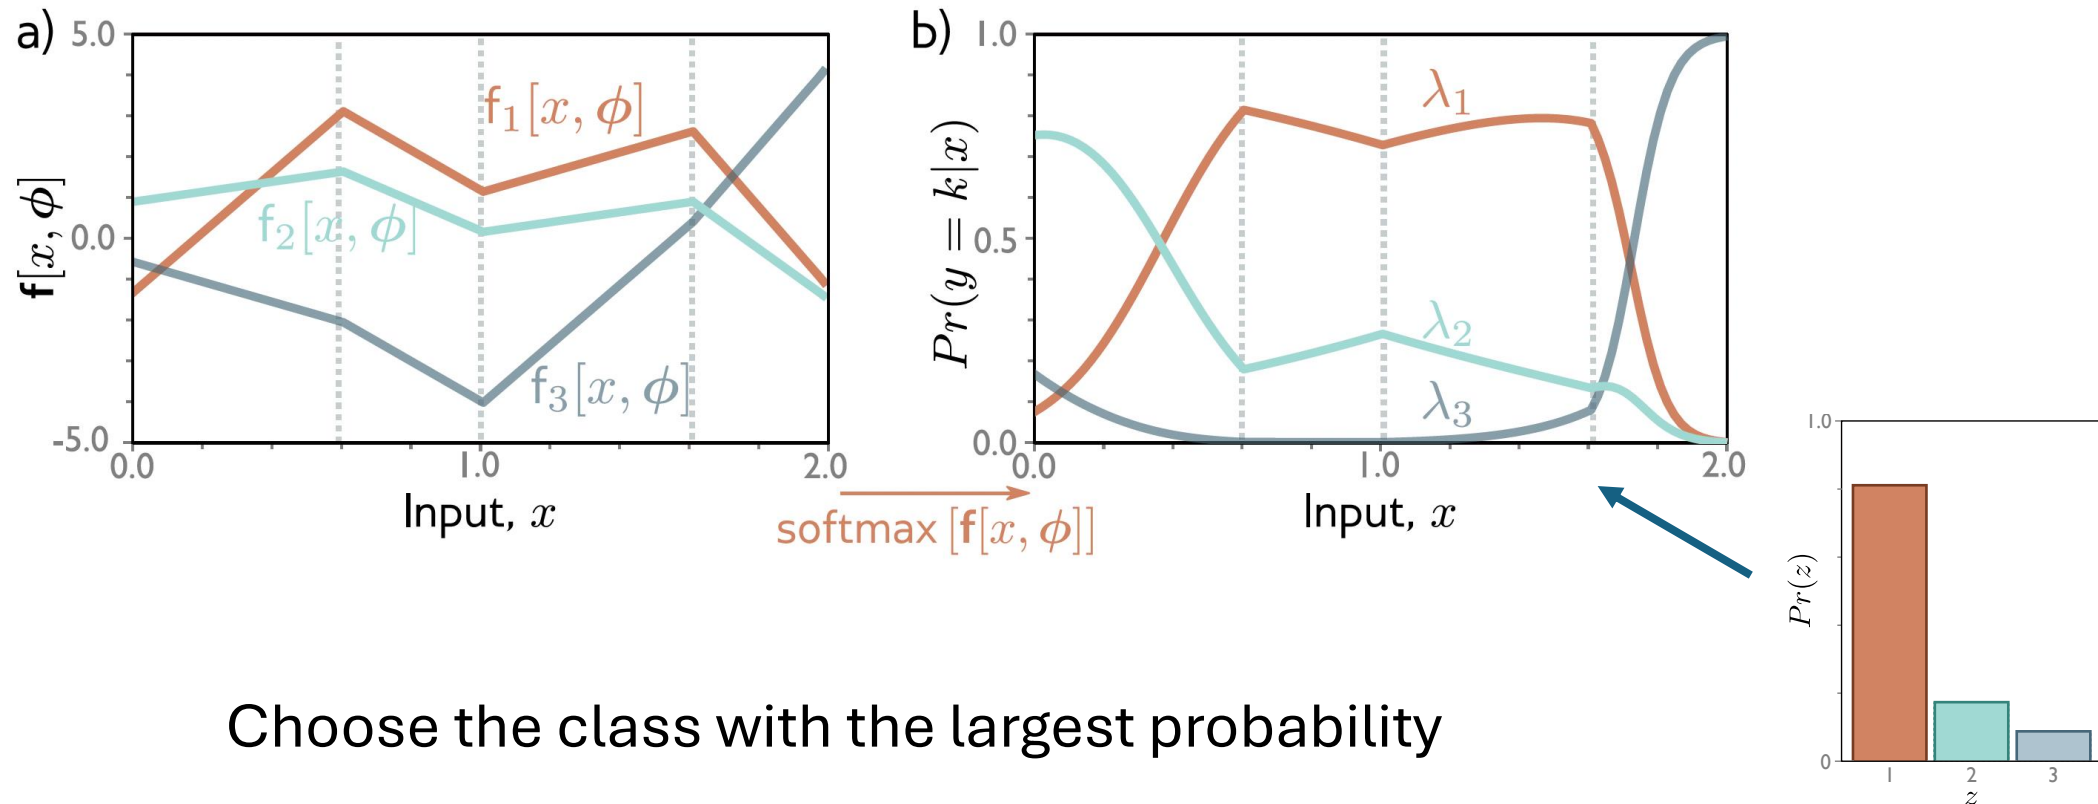 a)
5.0
0.0
-5.0
f[x, ϕ]
f₁[x, ϕ]
f₂[x, ϕ]
f₃[x, ϕ]
0.0 1.0 2.0
Input, x
softmax [f[x, ϕ]]
b)
1.0
0.5
0.0
Pr(y = k|x)
λ₁
λ₂
λ₃
0.0 1.0 2.0
Input, x
1.0
0
Pr(z)
1 2 3
z
Choose the class with the largest probability